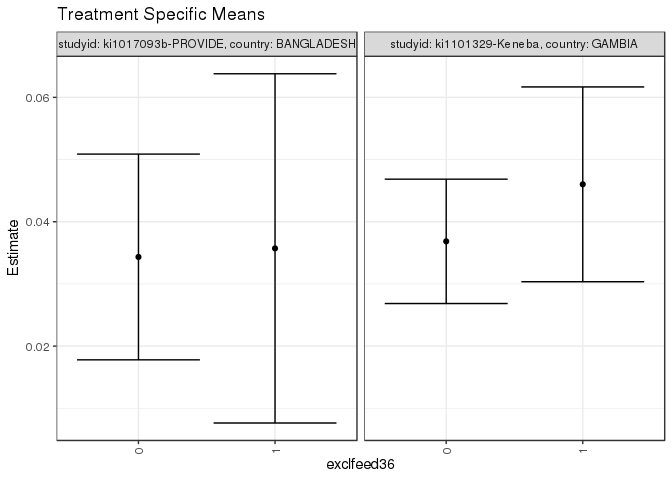 Treatment Specific Means
studyid: ki1017093b-PROVIDE, country: BANGLADESH
studyid: ki1101329-Keneba, country: GAMBIA
0.06
0.04
0.02
Estimate
0
1
0
1
exclfeed36